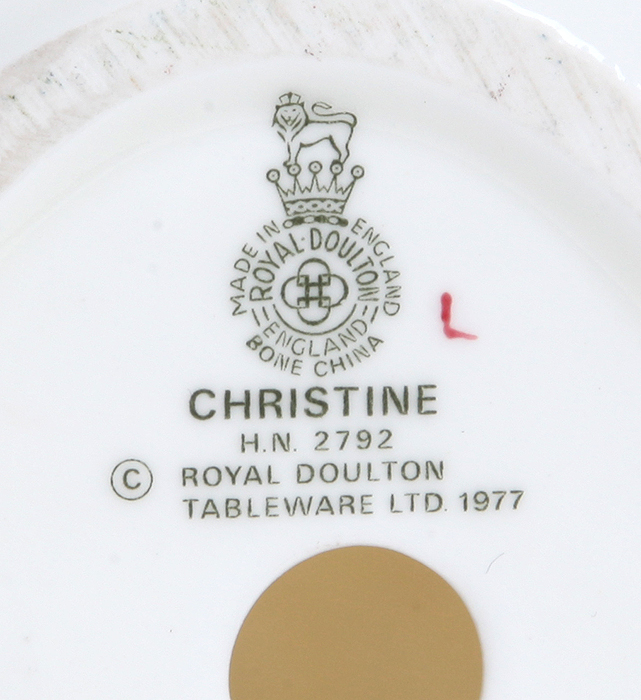 MADE IN ENGLAND
ROYAL·DOULTON
ENGLAND
BONE CHINA
L
CHRISTINE
H.N. 2792
© ROYAL DOULTON
TABLEWARE LTD. 1977